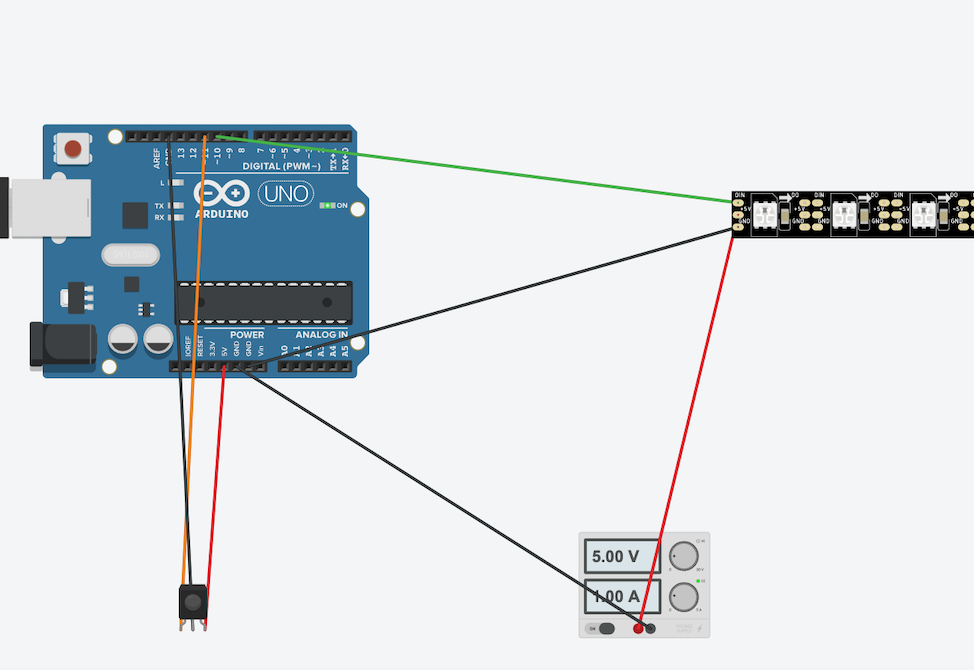 AREF
GND
13
12
~11
~10
~9
8
7
~6
~5
4
~3
2
TX→1
RX←0
DIGITAL (PWM~)
L
TX
RX
UNO
ON
ARDUINO
IOREF
RESET
3.3V
5V
GND
GND
Vin
POWER
ANALOG IN
A0
A1
A2
A3
A4
A5
DIN
+5V
GND
DO
+5V
GND
DIN
+5V
GND
DO
+5V
GND
DIN
+5V
GND
DO
+5V
GND
5.00 V
1.00 A
ON